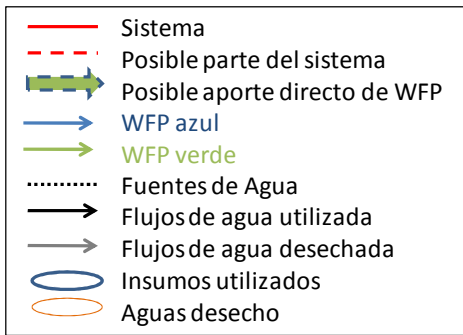 Sistema
Posible parte del sistema
Posible aporte directo de WFP
WFP azul
WFP verde
Fuentes de Agua
Flujos de agua utilizada
Flujos de agua desechada
Insumos utilizados
Aguas desecho